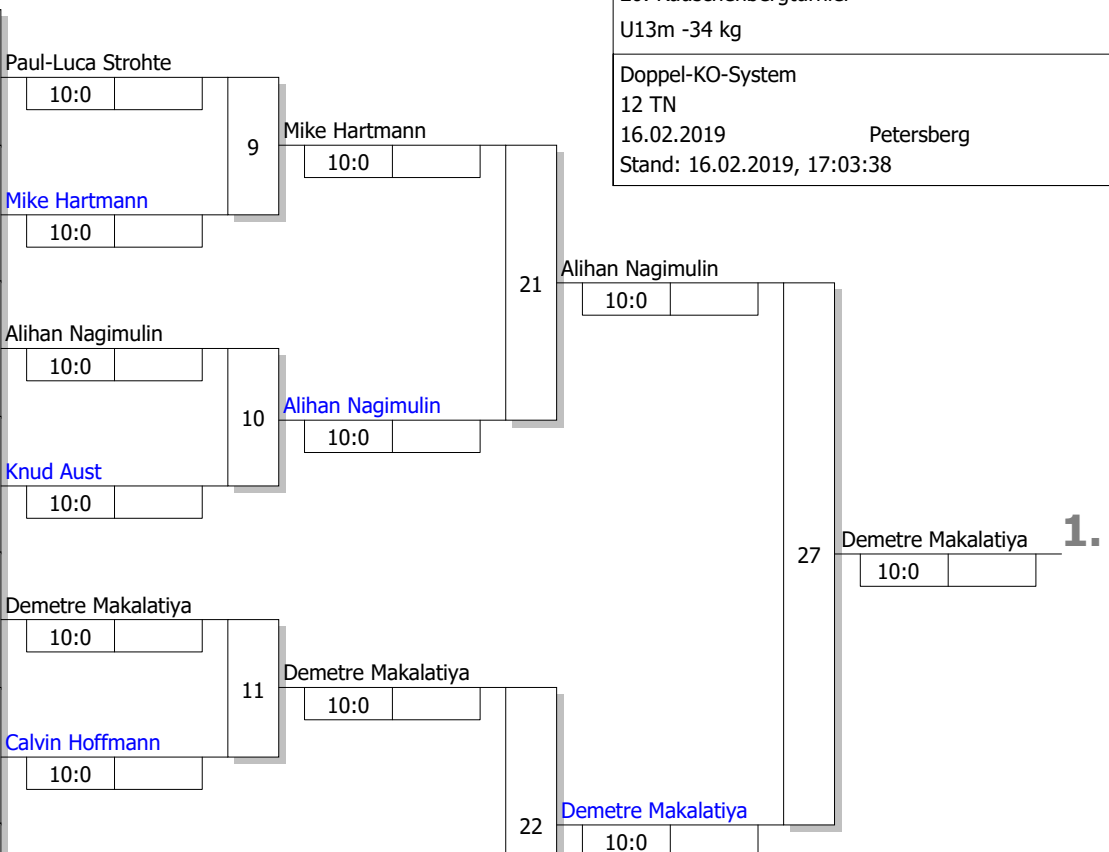 U13m -34 kg
Doppel-KO-System
12 TN
16.02.2019 Petersberg
Stand: 16.02.2019, 17:03:38
Paul-Luca Strohte
10:0
9
Mike Hartmann
10:0
Mike Hartmann
10:0
21
Alihan Nagimulin
10:0
Alihan Nagimulin
10:0
10
Alihan Nagimulin
10:0
Knud Aust
10:0
27
Demetre Makalatiya 1.
10:0
Demetre Makalatiya
10:0
11
Demetre Makalatiya
10:0
Calvin Hoffmann
10:0
22
Demetre Makalatiya
10:0